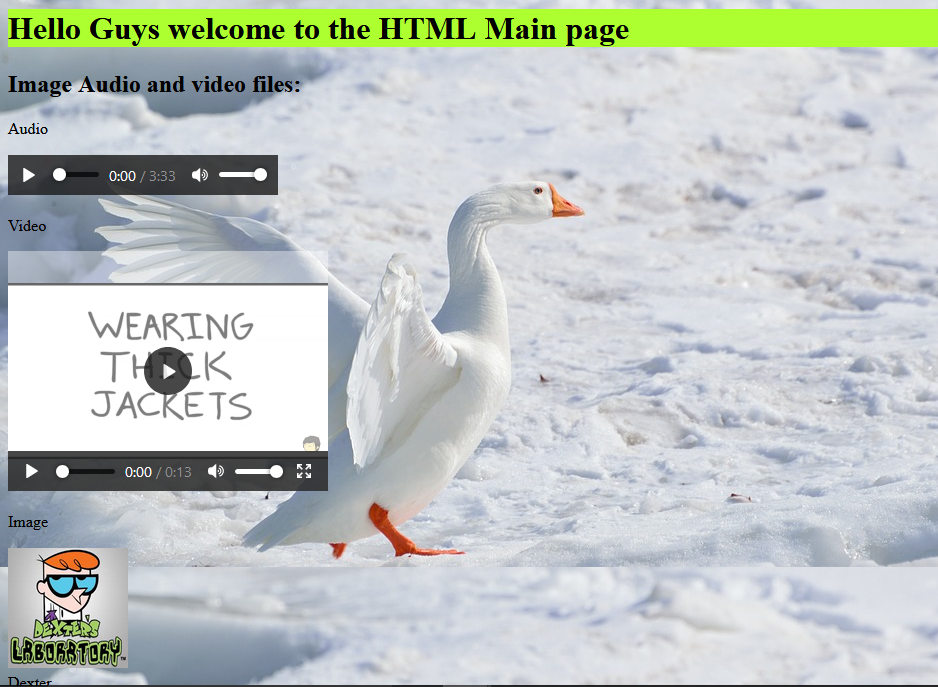 Hello Guys welcome to the HTML Main page
Image Audio and video files:
Audio
0:00 / 3:33
Video
WEARING
THICK
JACKETS
0:00 / 0:13
Image
DEXTER'S
LABORATORY
Dexter